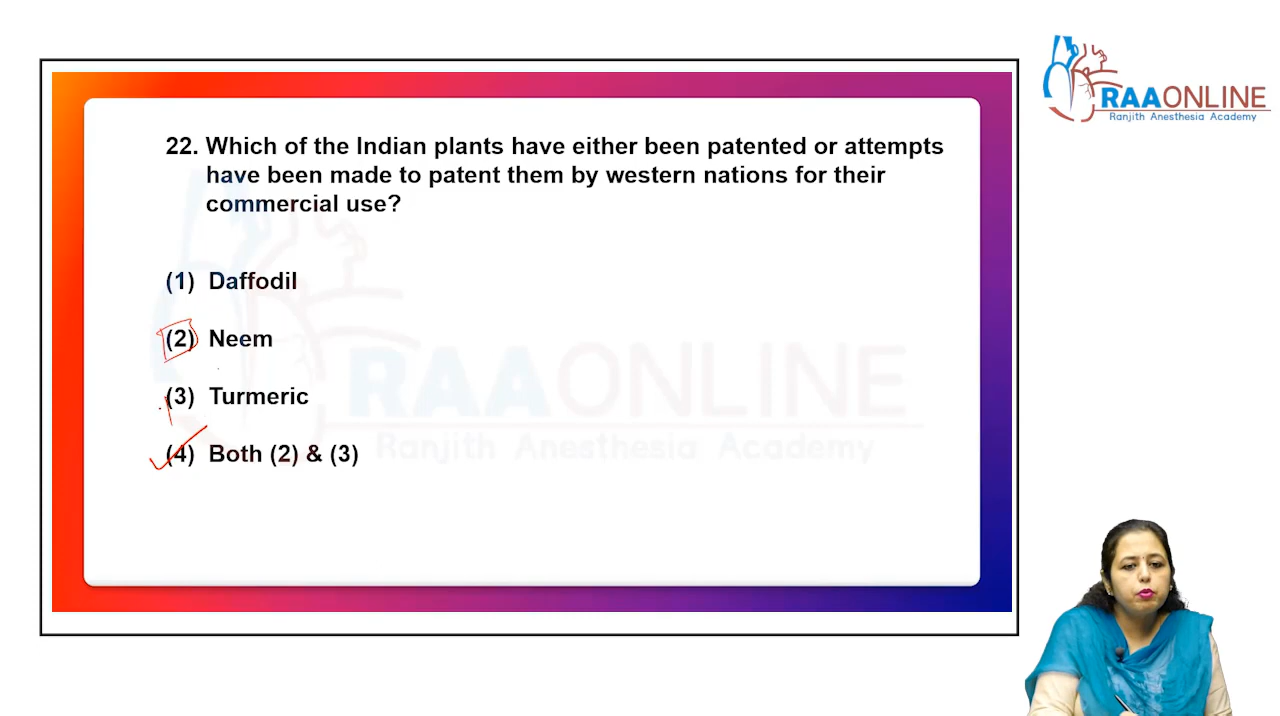 RAAONLINE
Ranjith Anesthesia Academy
22. Which of the Indian plants have either been patented or attempts
have been made to patent them by western nations for their
commercial use?
(1) Daffodil
(2) Neem
(3) Turmeric
(4) Both (2) & (3)
RAAONLINE
Ranjith Anesthesia Academy